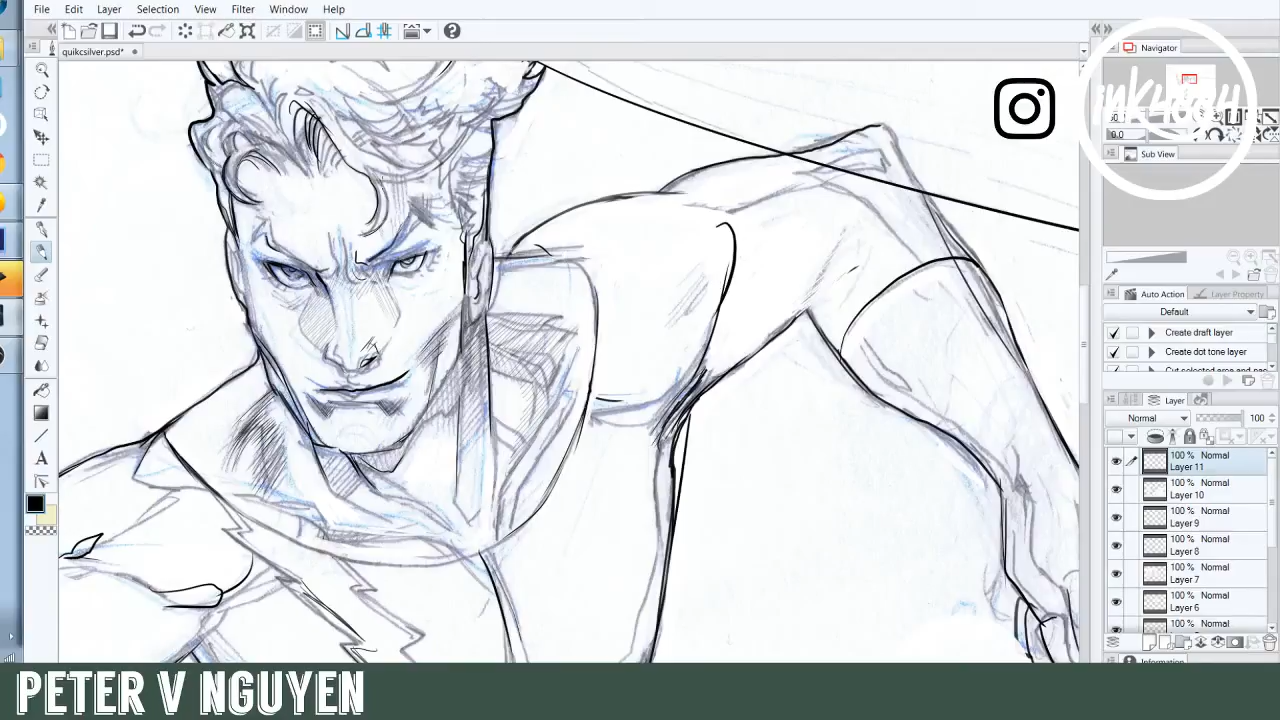 File Edit Layer Selection View Filter Window Help
quikcsilver.psd*
Navigator
0.0
Sub View
Auto Action
Layer Property
Default
Create draft layer
Create dot tone layer
Layer
Normal
100
100 % Normal
Layer 11
100 % Normal
Layer 10
100 % Normal
Layer 9
100 % Normal
Layer 8
100 % Normal
Layer 7
100 % Normal
Layer 6
100 % Normal
PETER V NGUYEN